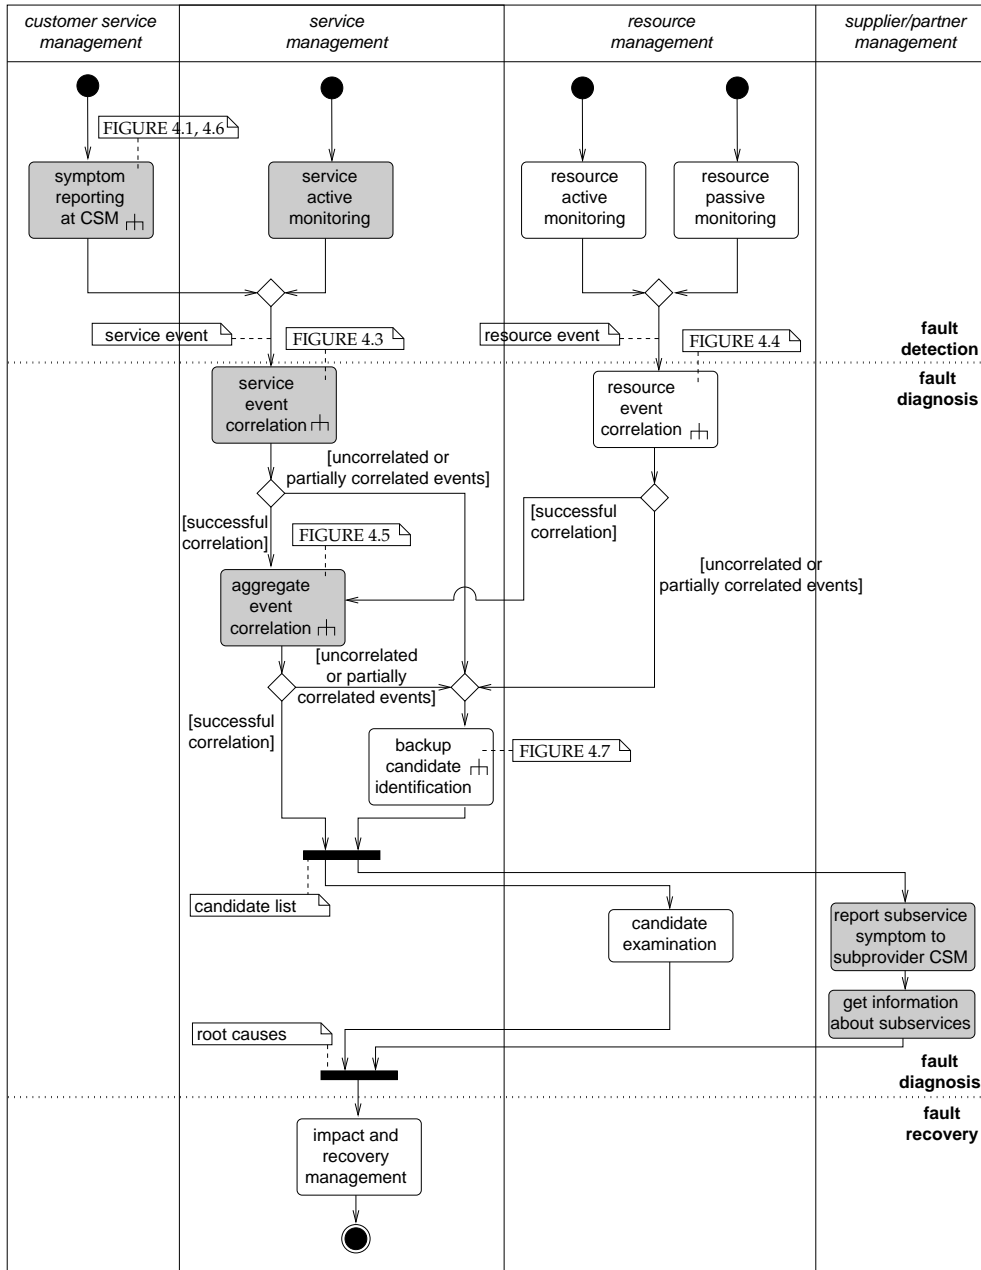 customer service
management
service
management
resource
management
supplier/partner
management
FIGURE 4.1, 4.6
symptom
reporting
at CSM
service
active
monitoring
resource
active
monitoring
resource
passive
monitoring
service event
FIGURE 4.3
resource event
FIGURE 4.4
fault
detection
fault
diagnosis
service
event
correlation
resource
event
correlation
[uncorrelated or
partially correlated events]
[successful
correlation]
FIGURE 4.5
[successful
correlation]
[uncorrelated or
partially correlated events]
aggregate
event
correlation
[uncorrelated
or partially
correlated events]
[successful
correlation]
backup
candidate
identification
FIGURE 4.7
candidate list
candidate
examination
report subservice
symptom to
subprovider CSM
get information
about subservices
root causes
fault
diagnosis
fault
recovery
impact and
recovery
management